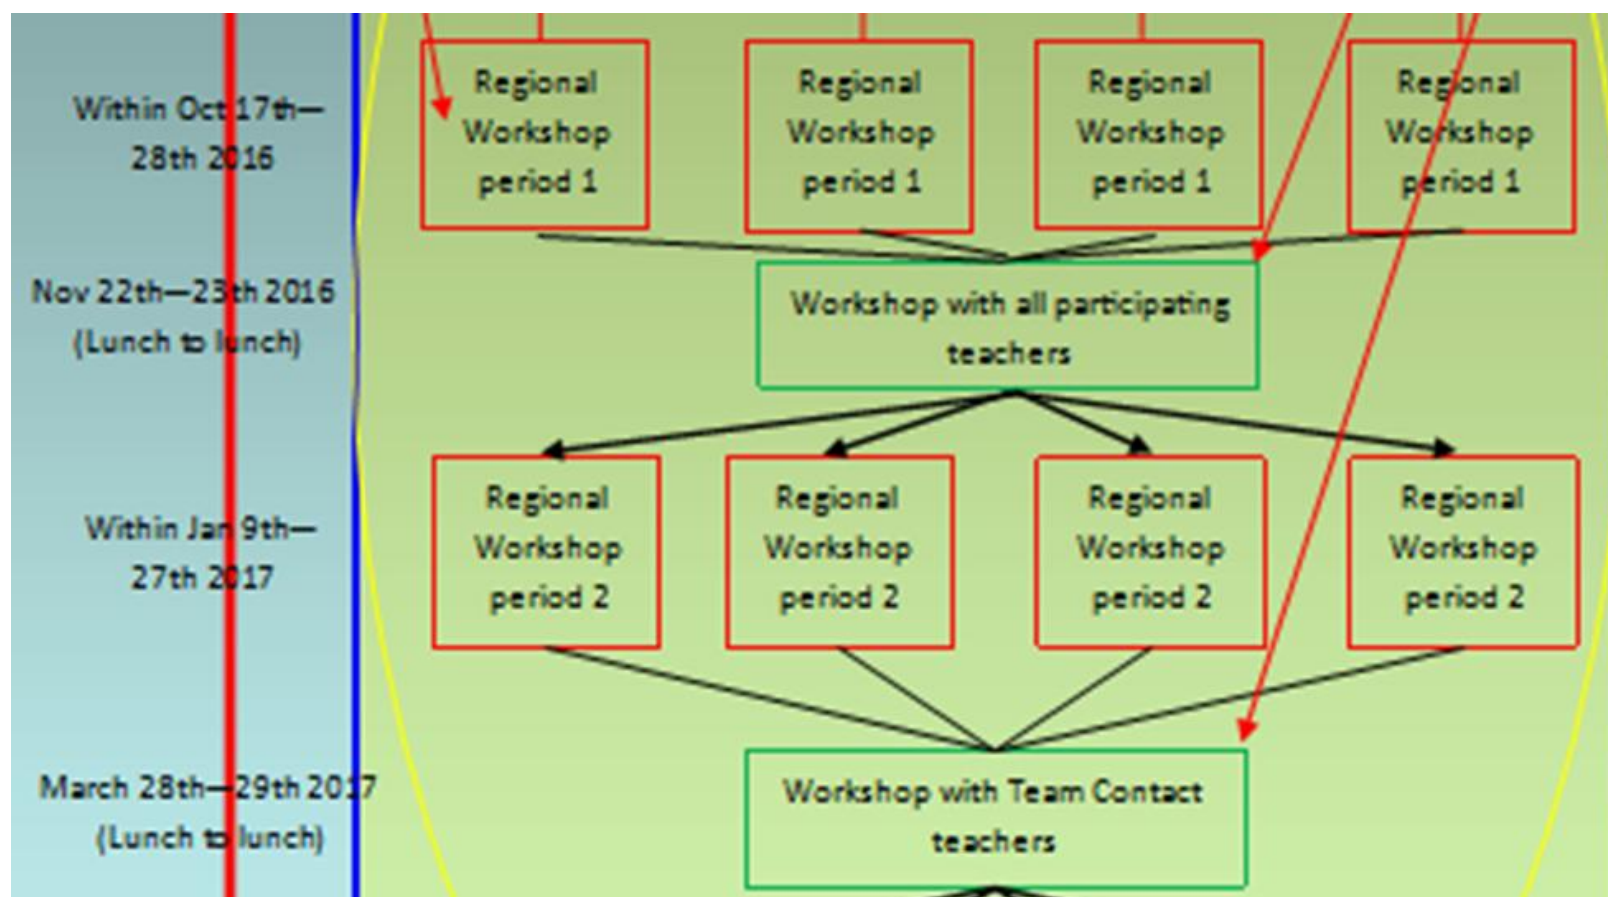 Within Oct 17th—
28th 2016
Regional
Workshop
period 1
Regional
Workshop
period 1
Regional
Workshop
period 1
Regional
Workshop
period 1
Nov 22th—23th 2016
(Lunch to lunch)
Workshop with all participating
teachers
Within Jan 9th—
27th 2017
Regional
Workshop
period 2
Regional
Workshop
period 2
Regional
Workshop
period 2
Regional
Workshop
period 2
March 28th—29th 2017
(Lunch to lunch)
Workshop with Team Contact
teachers